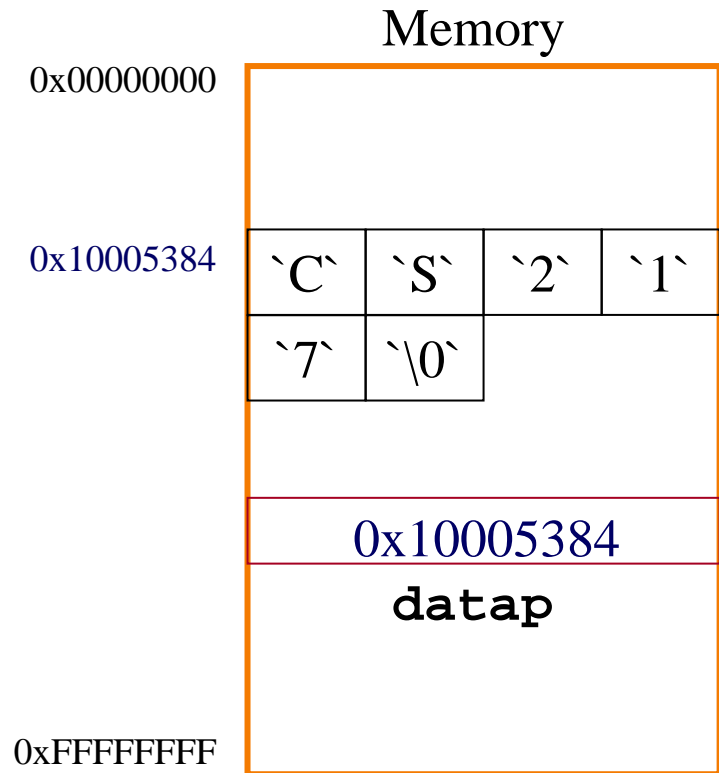 Memory
0x00000000
0x10005384 `C` `S` `2` `1`
`7` `\0`
0x10005384
datap
0xFFFFFFFF